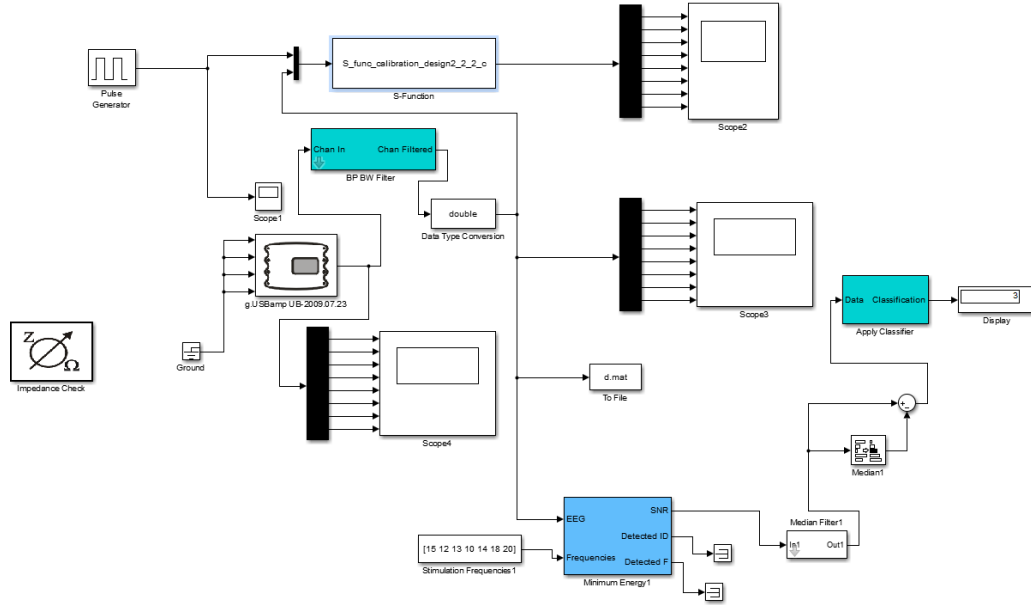 Pulse
Generator
S_func_calibration_design2_2_2_c
S-Function
Scope2
Chan In
Chan Filtered
BP BW Filter
Scope1
double
Data Type Conversion
g.USBamp UB-2009.07.23
Scope3
Data
Classification
Apply Classifier
3
Display
Z
Ω
Impedance Check
Ground
Scope4
d.mat
To File
+
-
Median1
EEG
Frequencies
SNR
Detected ID
Detected F
Minimum Energy1
[15 12 13 10 14 18 20]
Stimulation Frequencies1
Median Filter1
In1
Out1